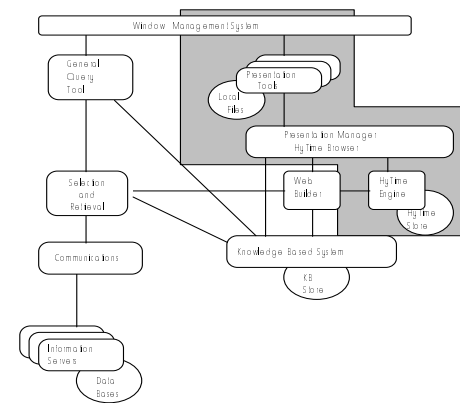 Window Management System
General
Query
Tool
Presentation
Tools
Local
Files
Presentation Manager
HyTime Browser
Selection
and
Retrieval
Web
Builder
HyTime
Engine
HyTime
Store
Knowledge Based System
Communications
KB
Store
Information
Servers
Data
Bases